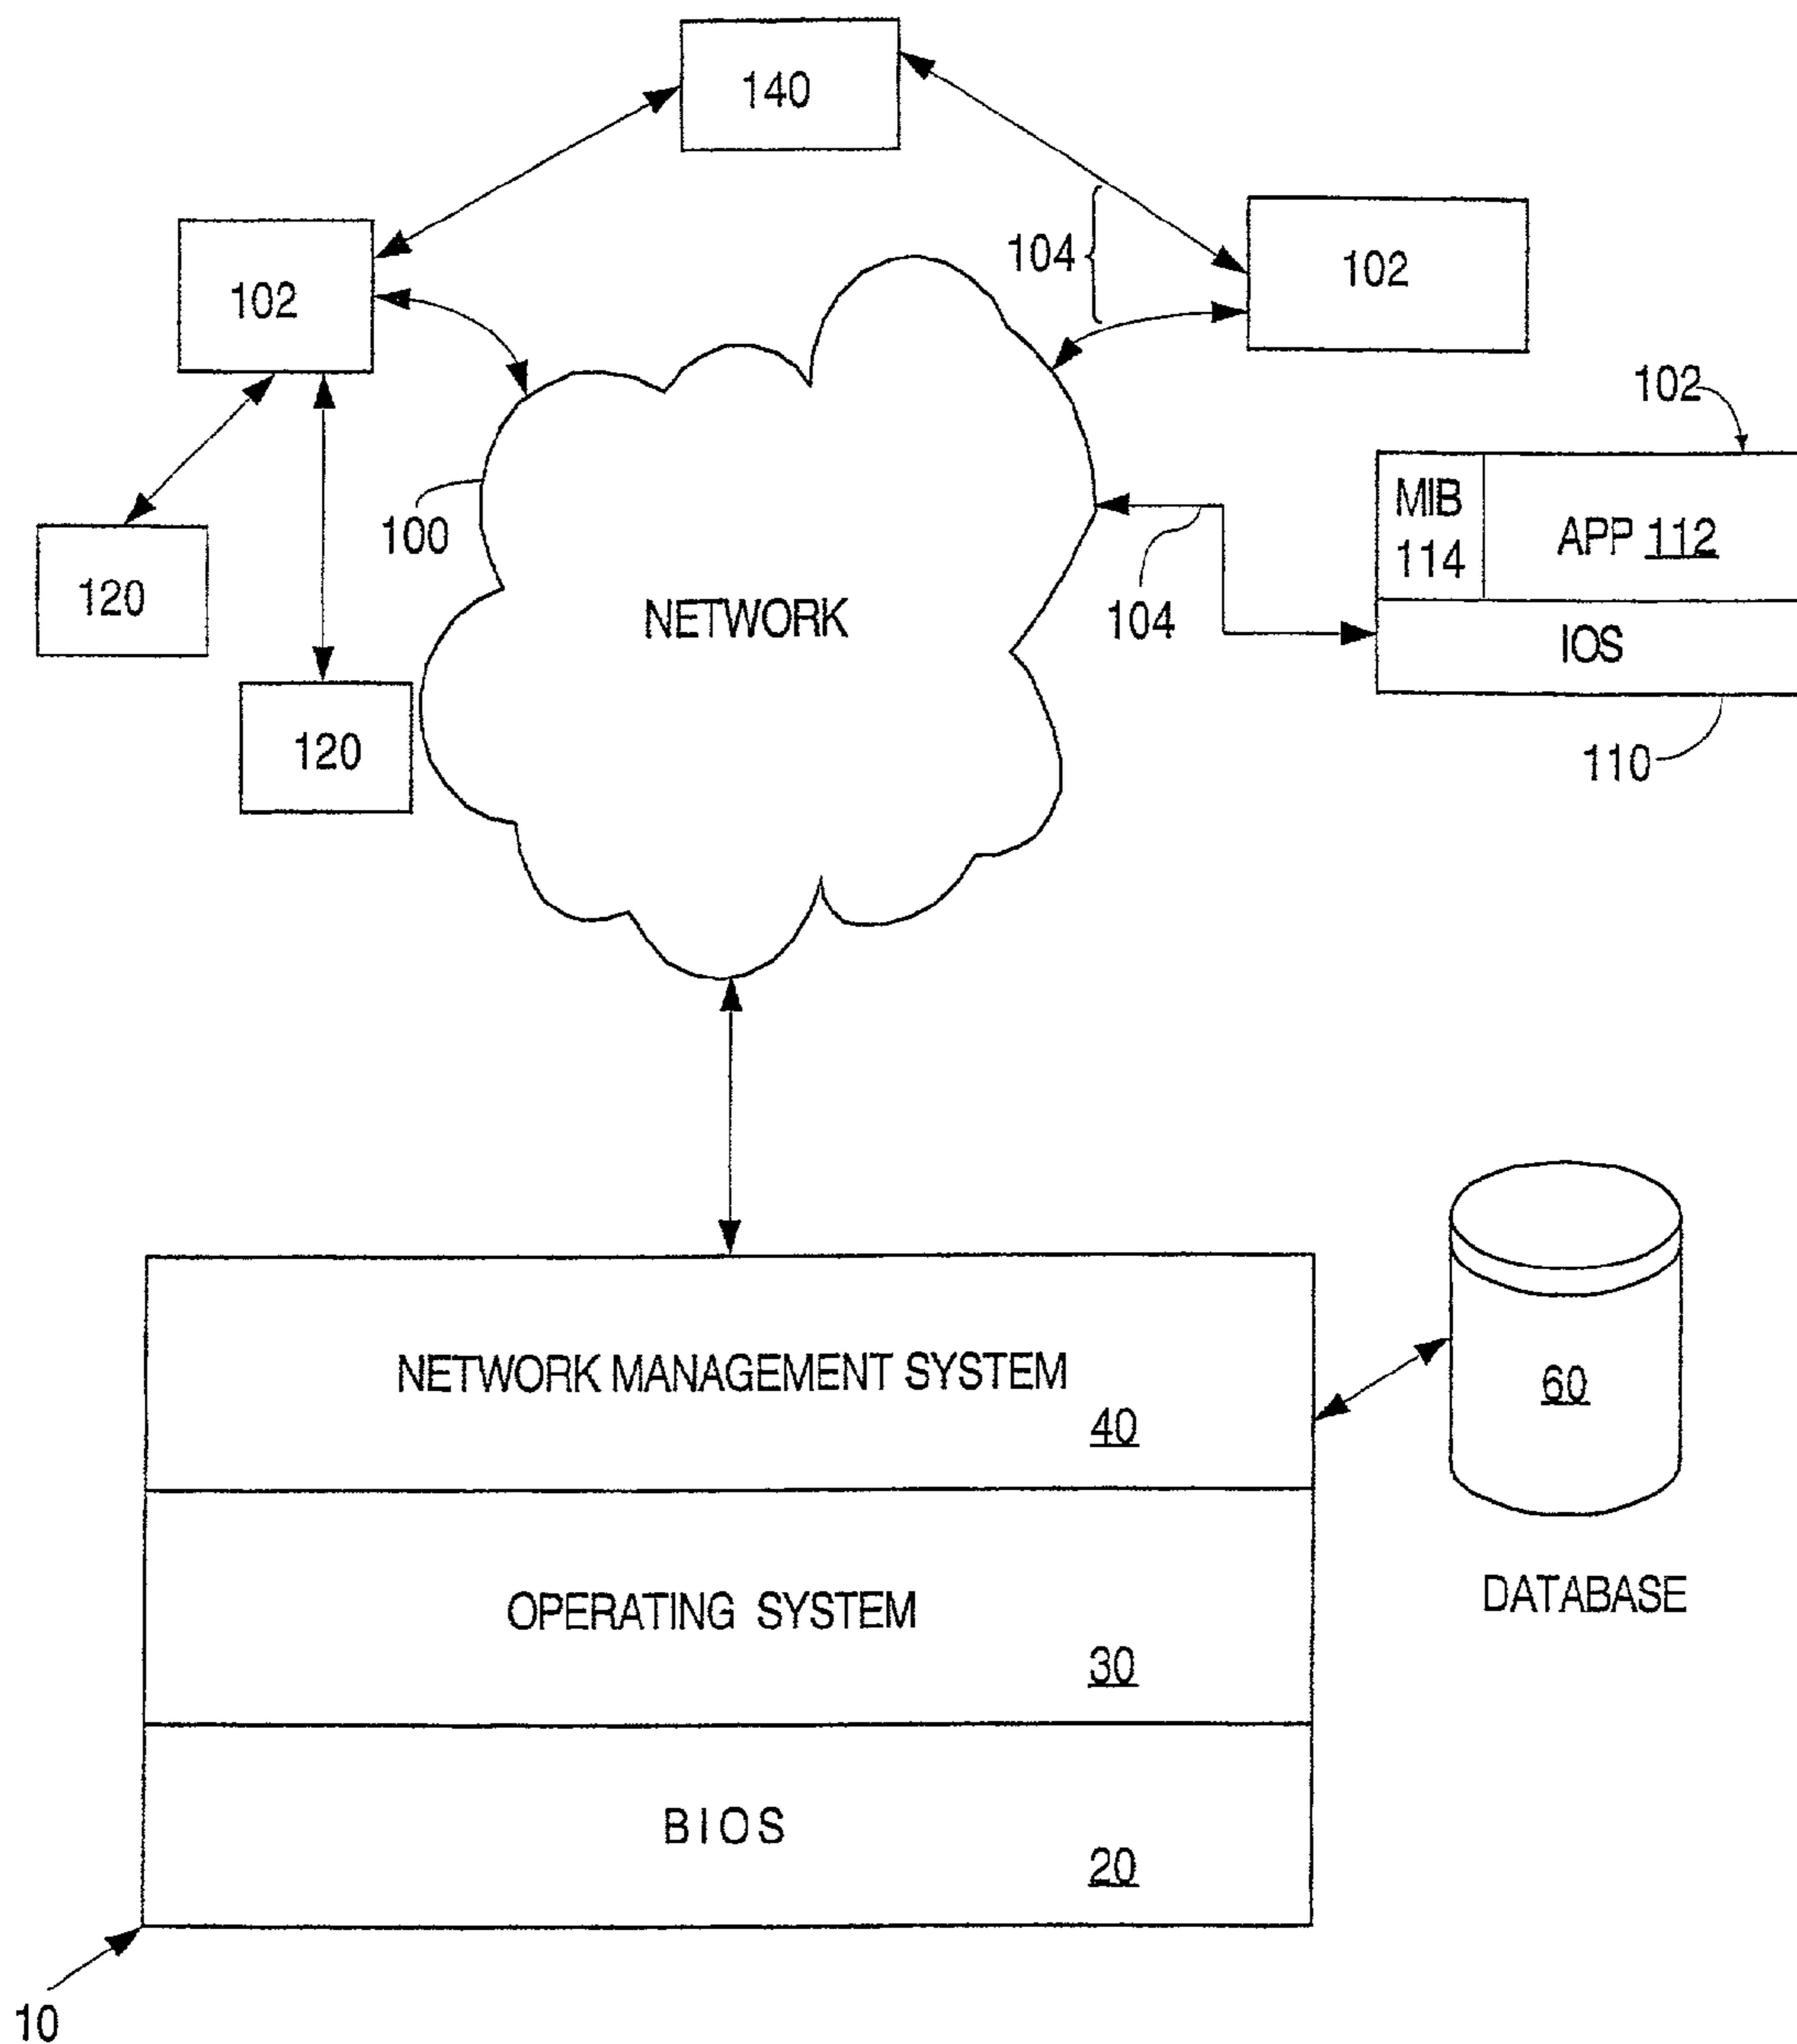 140
104
102
102
102
MIB
114
APP 112
100
104
120
NETWORK
IOS
120
110
NETWORK MANAGEMENT SYSTEM
40
60
OPERATING SYSTEM
30
DATABASE
BIOS
20
10